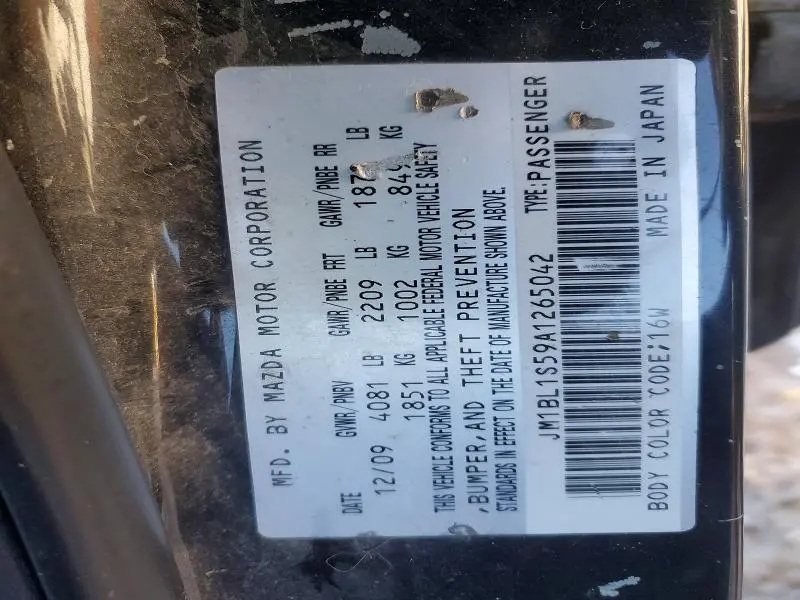 MFD. BY MAZDA MOTOR CORPORATION
DATE GVWR/PNBV GAWR/PNBE FRT GAWR/PNBE RR
12/09 4081 LB 2209 LB LB
1851 KG 1002 KG KG
THIS VEHICLE CONFORMS TO ALL APPLICABLE FEDERAL MOTOR VEHICLE SAFETY
,BUMPER,AND THEFT PREVENTION
STANDARDS IN EFFECT ON THE DATE OF MANUFACTURE SHOWN ABOVE.
JM1BL1S59A1265042 TYPE:PASSENGER
BODY COLOR CODE;16W MADE IN JAPAN